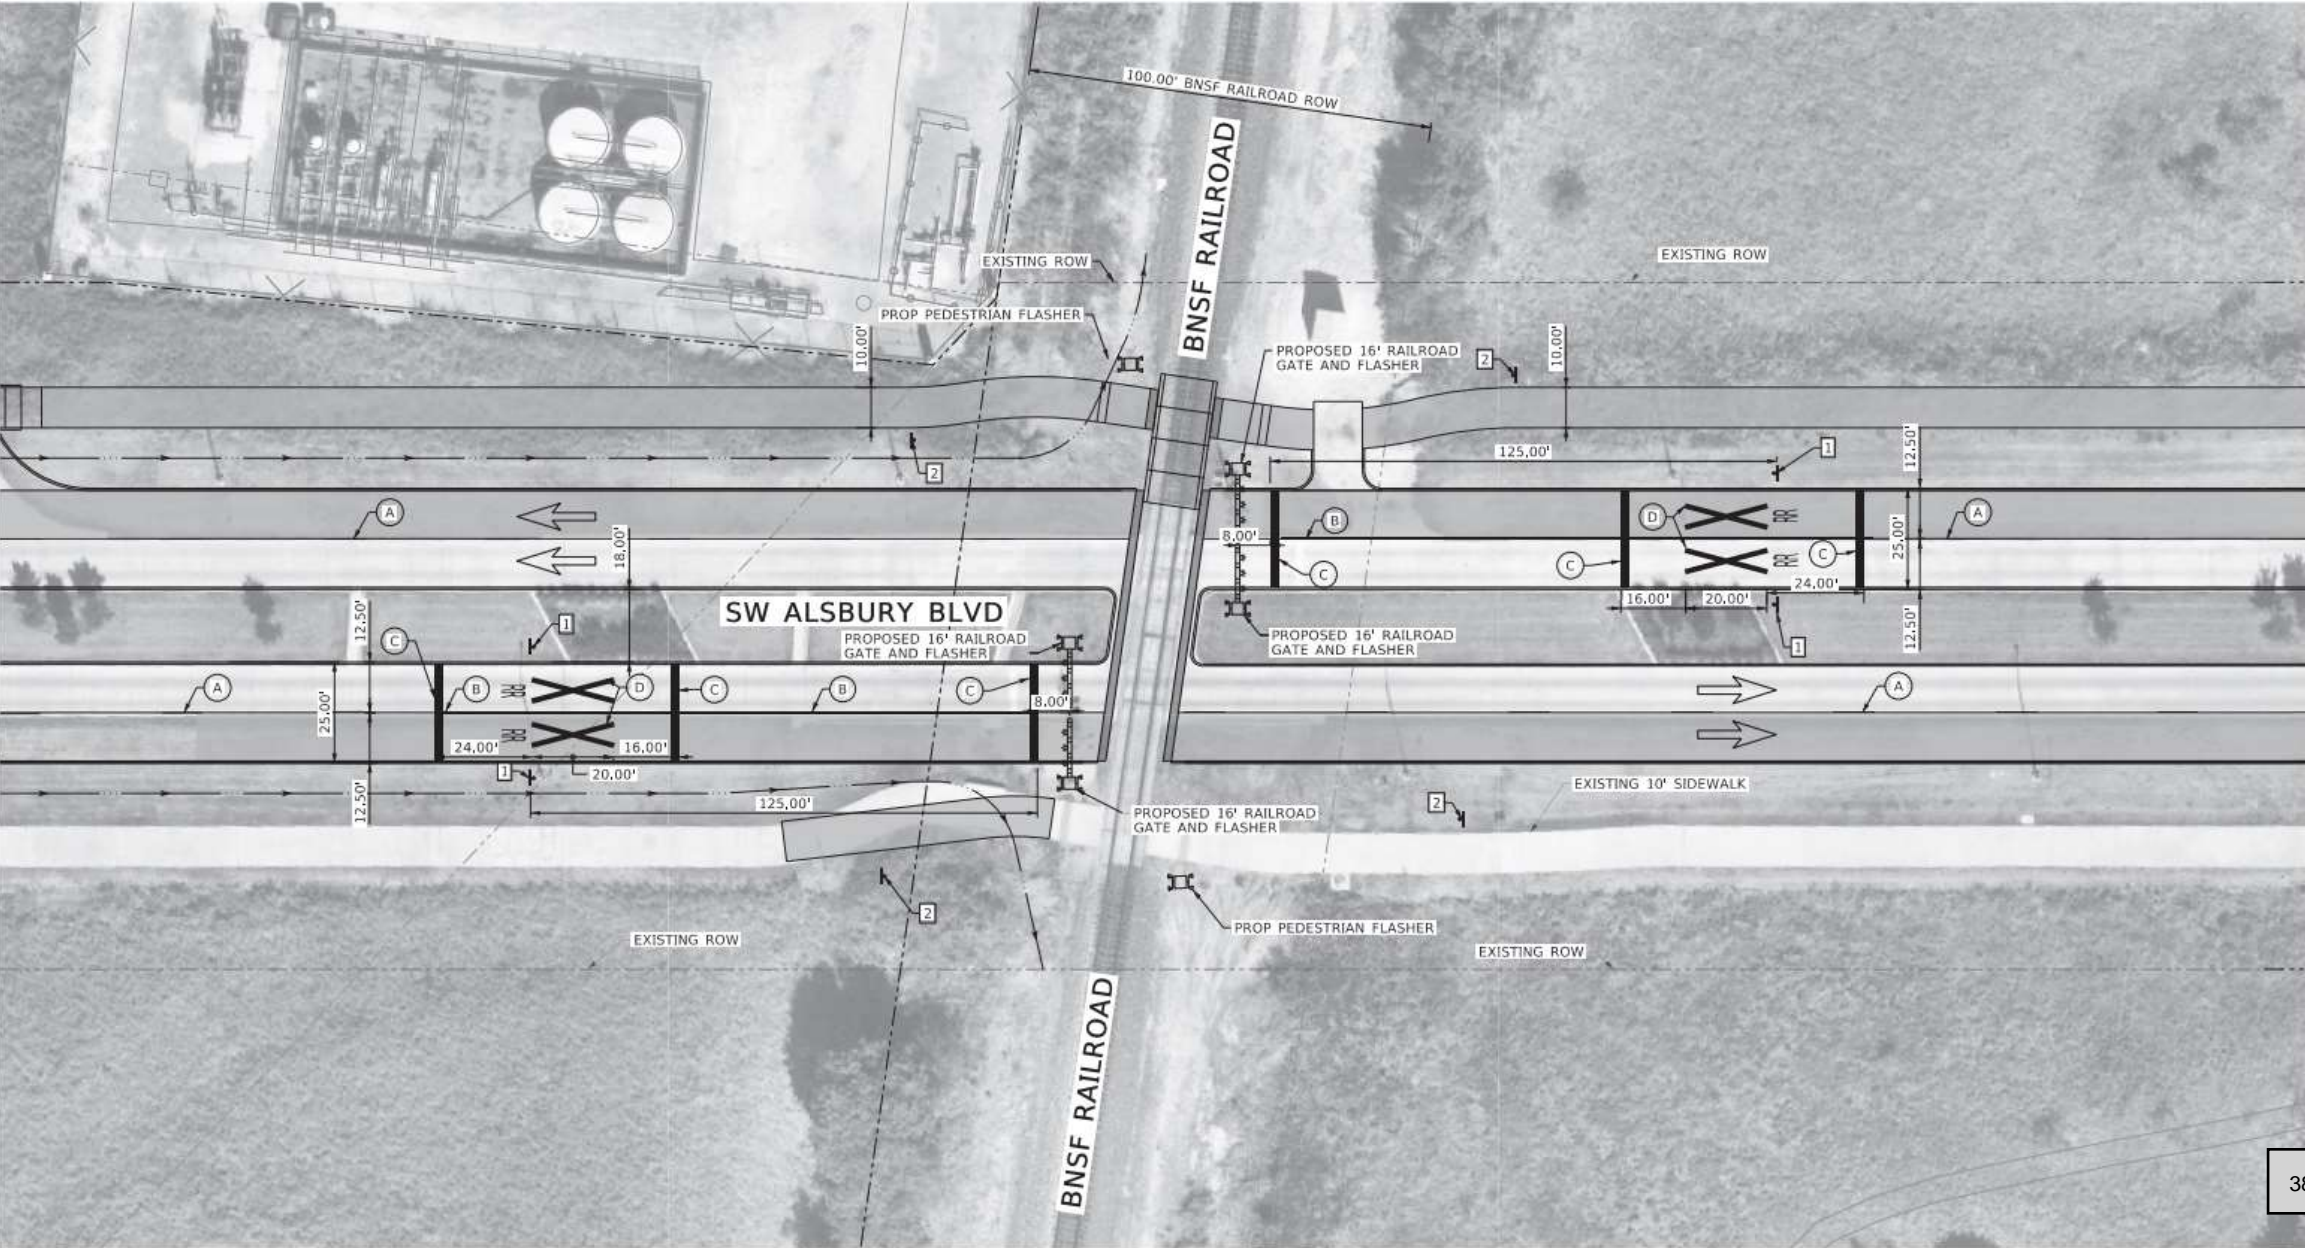 100.00' BNSF RAILROAD ROW
BNSF RAILROAD
EXISTING ROW
EXISTING ROW
PROP PEDESTRIAN FLASHER
10.00'
PROPOSED 16' RAILROAD
GATE AND FLASHER
2
10.00'
2
125.00'
1
12.50'
A
18.00'
8.00'
B
C
C
D
RR
RR
C
25.00'
A
16.00'
20.00'
24.00'
12.50'
1
SW ALSBURY BLVD
PROPOSED 16' RAILROAD
GATE AND FLASHER
PROPOSED 16' RAILROAD
GATE AND FLASHER
12.50'
C
1
A
25.00'
B
RR
RR
D
C
B
C
8.00'
A
24.00'
16.00'
20.00'
1
12.50'
125.00'
PROPOSED 16' RAILROAD
GATE AND FLASHER
EXISTING 10' SIDEWALK
2
2
PROP PEDESTRIAN FLASHER
EXISTING ROW
EXISTING ROW
BNSF RAILROAD